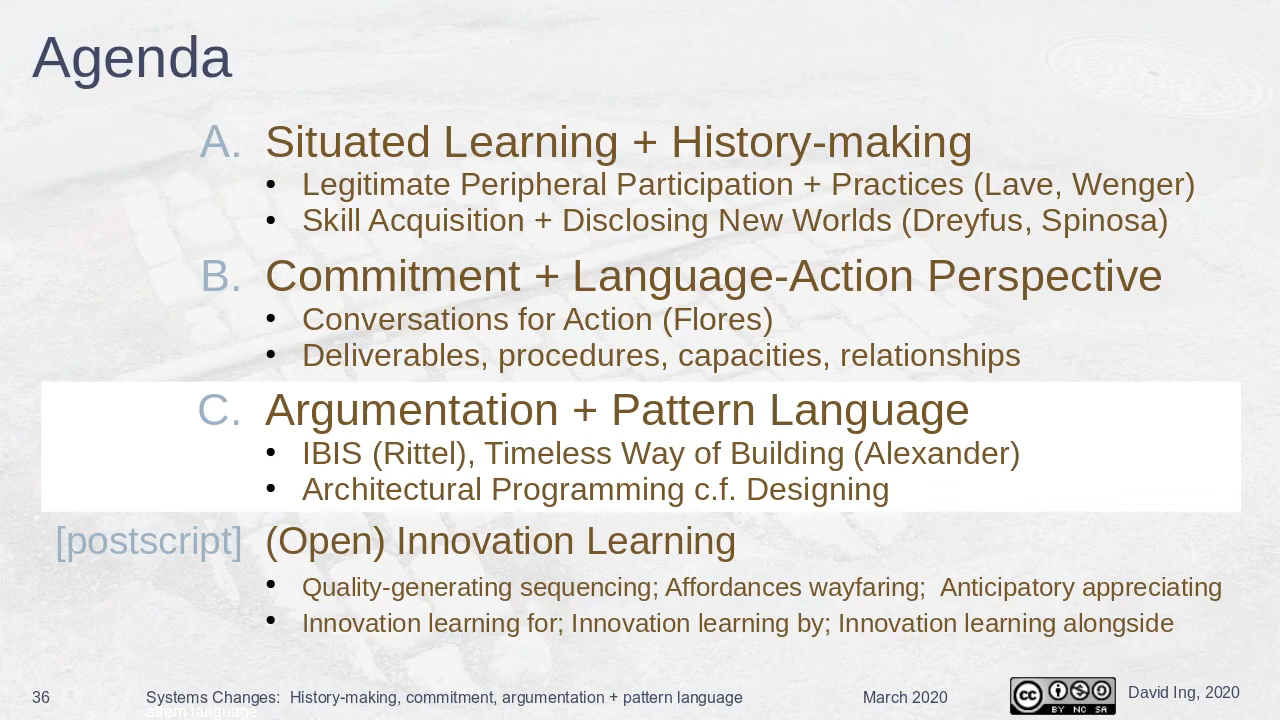 Agenda
A. Situated Learning + History-making
• Legitimate Peripheral Participation + Practices (Lave, Wenger)
• Skill Acquisition + Disclosing New Worlds (Dreyfus, Spinosa)
B. Commitment + Language-Action Perspective
• Conversations for Action (Flores)
• Deliverables, procedures, capacities, relationships
C. Argumentation + Pattern Language
• IBIS (Rittel), Timeless Way of Building (Alexander)
• Architectural Programming c.f. Designing
[postscript] (Open) Innovation Learning
• Quality-generating sequencing; Affordances wayfaring;  Anticipatory appreciating
• Innovation learning for; Innovation learning by; Innovation learning alongside
36 Systems Changes:  History-making, commitment, argumentation + pattern language March 2020 cc BY NC SA David Ing, 2020
language